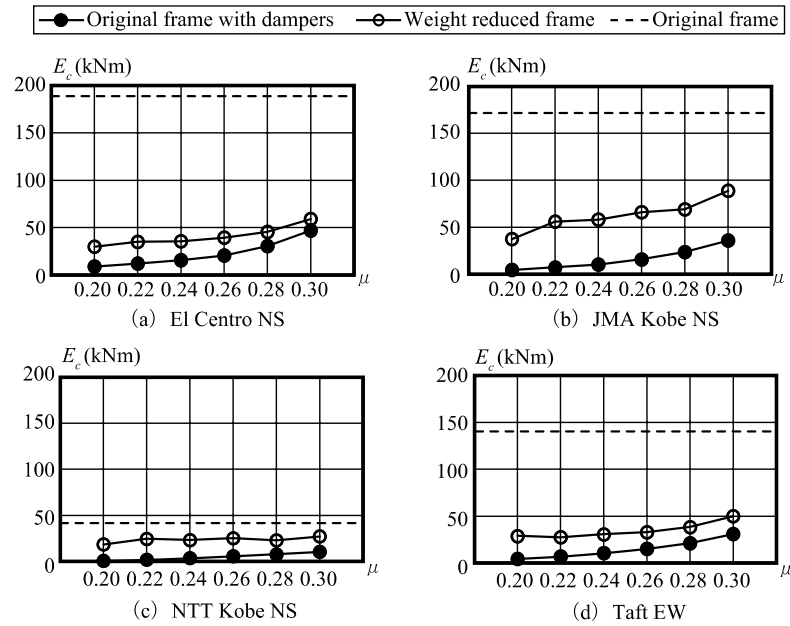 Original frame with dampers Weight reduced frame Original frame
E_c (kNm)
200
150
100
50
0
0.20 0.22 0.24 0.26 0.28 0.30 μ
(a) El Centro NS
E_c (kNm)
200
150
100
50
0
0.20 0.22 0.24 0.26 0.28 0.30 μ
(b) JMA Kobe NS
E_c (kNm)
200
150
100
50
0
0.20 0.22 0.24 0.26 0.28 0.30 μ
(c) NTT Kobe NS
E_c (kNm)
200
150
100
50
0
0.20 0.22 0.24 0.26 0.28 0.30 μ
(d) Taft EW